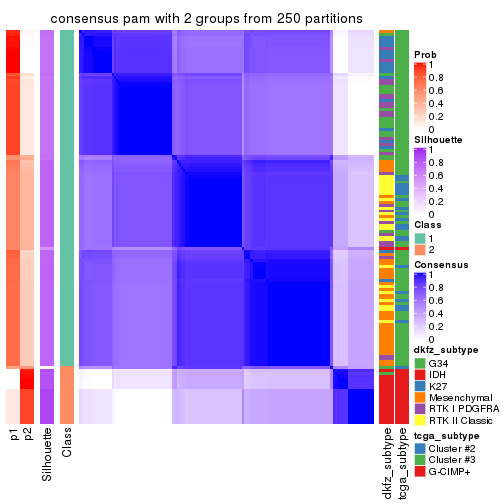 consensus pam with 2 groups from 250 partitions
Prob
1
0.8
0.6
0.4
0.2
0
Silhouette
1
0.8
0.6
0.4
0.2
0
Class
1
2
Consensus
1
0.8
0.6
0.4
0.2
0
dkfz_subtype
G34
IDH
K27
Mesenchymal
RTK I PDGFRA
RTK II Classic
tcga_subtype
Cluster #2
Cluster #3
G-CIMP+
p1
p2
Silhouette
Class
dkfz_subtype
tcga_subtype